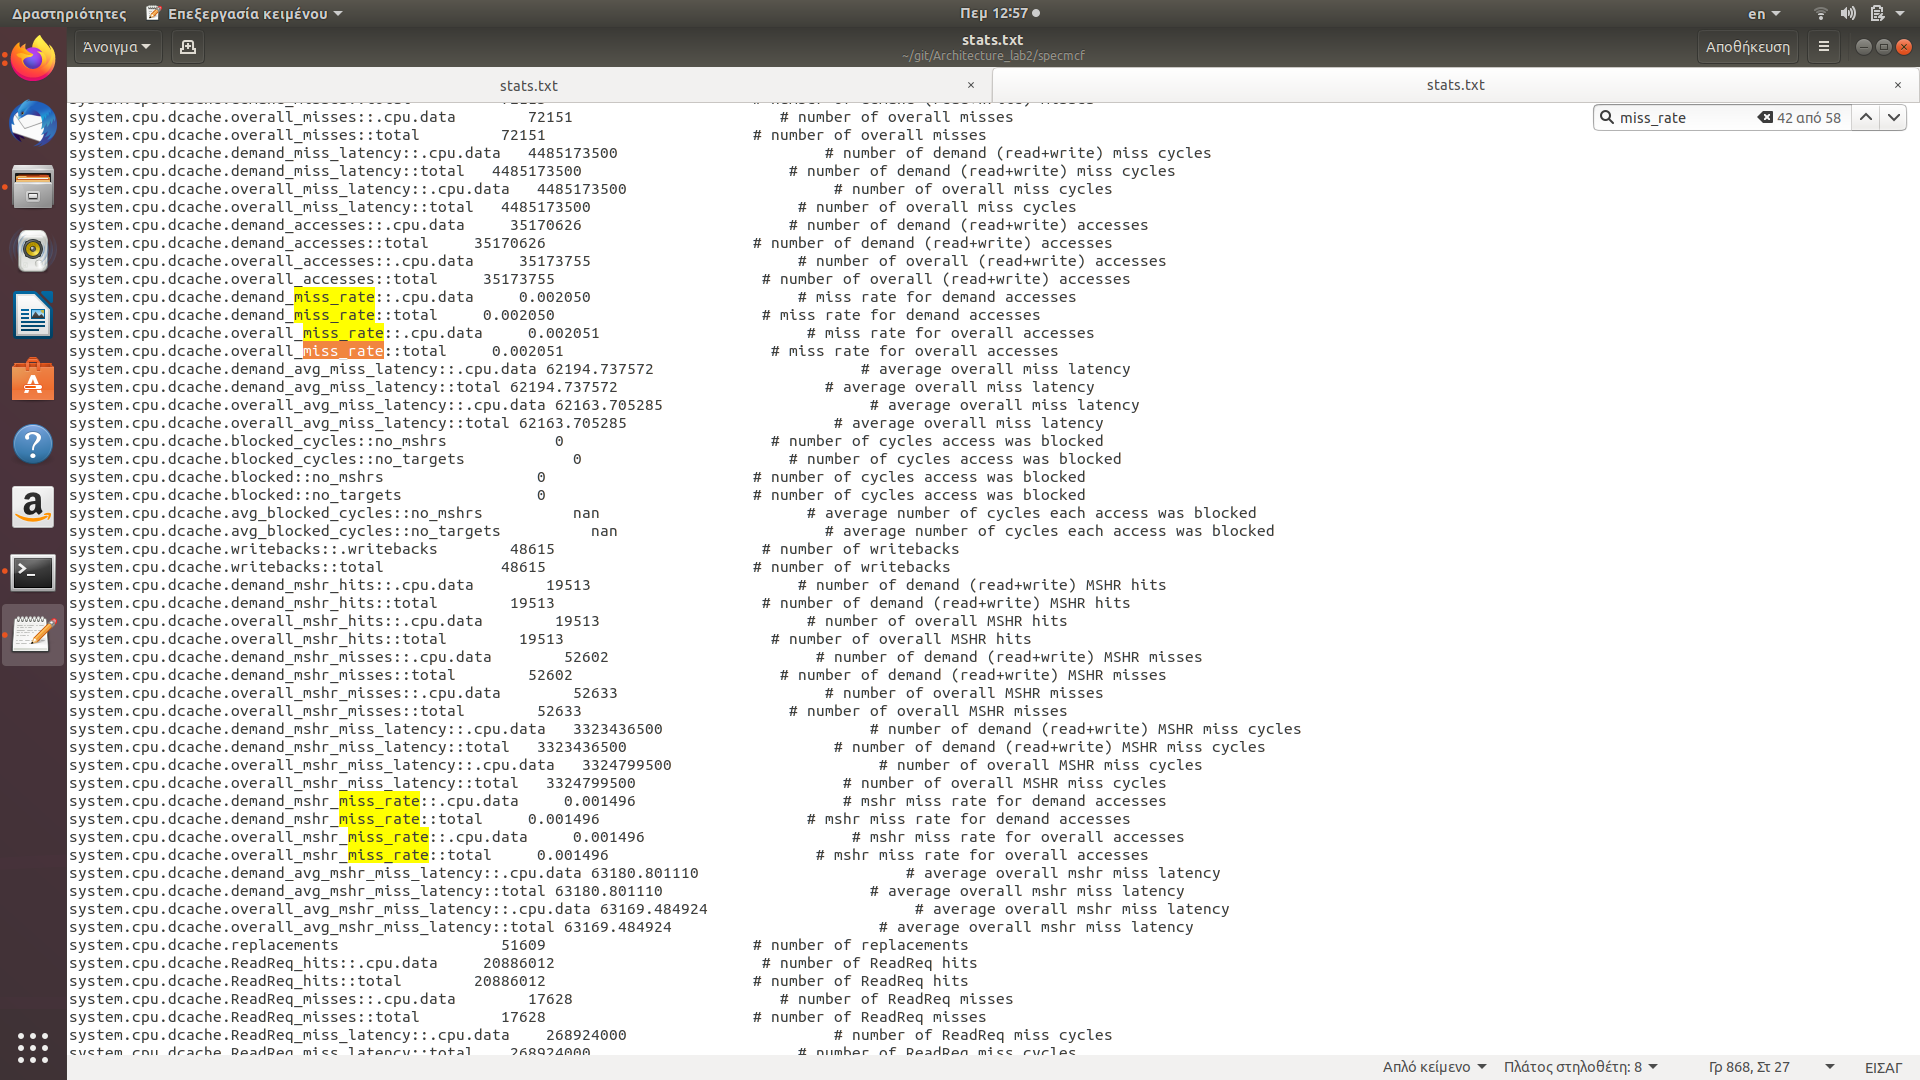 Δραστηριότητες Επεξεργασία κειμένου Πεμ 12:57 en
Άνοιγμα stats.txt Αποθήκευση
~/git/Architecture_lab2/specmcf
stats.txt × stats.txt ×
miss_rate 42 από 58
system.cpu.dcache.overall_misses::.cpu.data 72151 # number of overall misses
system.cpu.dcache.overall_misses::total 72151 # number of overall misses
system.cpu.dcache.demand_miss_latency::.cpu.data 4485173500 # number of demand (read+write) miss cycles
system.cpu.dcache.demand_miss_latency::total 4485173500 # number of demand (read+write) miss cycles
system.cpu.dcache.overall_miss_latency::.cpu.data 4485173500 # number of overall miss cycles
system.cpu.dcache.overall_miss_latency::total 4485173500 # number of overall miss cycles
system.cpu.dcache.demand_accesses::.cpu.data 35170626 # number of demand (read+write) accesses
system.cpu.dcache.demand_accesses::total 35170626 # number of demand (read+write) accesses
system.cpu.dcache.overall_accesses::.cpu.data 35173755 # number of overall (read+write) accesses
system.cpu.dcache.overall_accesses::total 35173755 # number of overall (read+write) accesses
system.cpu.dcache.demand_miss_rate::.cpu.data 0.002050 # miss rate for demand accesses
system.cpu.dcache.demand_miss_rate::total 0.002050 # miss rate for demand accesses
system.cpu.dcache.overall_miss_rate::.cpu.data 0.002051 # miss rate for overall accesses
system.cpu.dcache.overall_miss_rate::total 0.002051 # miss rate for overall accesses
system.cpu.dcache.demand_avg_miss_latency::.cpu.data 62194.737572 # average overall miss latency
system.cpu.dcache.demand_avg_miss_latency::total 62194.737572 # average overall miss latency
system.cpu.dcache.overall_avg_miss_latency::.cpu.data 62163.705285 # average overall miss latency
system.cpu.dcache.overall_avg_miss_latency::total 62163.705285 # average overall miss latency
system.cpu.dcache.blocked_cycles::no_mshrs 0 # number of cycles access was blocked
system.cpu.dcache.blocked_cycles::no_targets 0 # number of cycles access was blocked
system.cpu.dcache.blocked::no_mshrs 0 # number of cycles access was blocked
system.cpu.dcache.blocked::no_targets 0 # number of cycles access was blocked
system.cpu.dcache.avg_blocked_cycles::no_mshrs nan # average number of cycles each access was blocked
system.cpu.dcache.avg_blocked_cycles::no_targets nan # average number of cycles each access was blocked
system.cpu.dcache.writebacks::.writebacks 48615 # number of writebacks
system.cpu.dcache.writebacks::total 48615 # number of writebacks
system.cpu.dcache.demand_mshr_hits::.cpu.data 19513 # number of demand (read+write) MSHR hits
system.cpu.dcache.demand_mshr_hits::total 19513 # number of demand (read+write) MSHR hits
system.cpu.dcache.overall_mshr_hits::.cpu.data 19513 # number of overall MSHR hits
system.cpu.dcache.overall_mshr_hits::total 19513 # number of overall MSHR hits
system.cpu.dcache.demand_mshr_misses::.cpu.data 52602 # number of demand (read+write) MSHR misses
system.cpu.dcache.demand_mshr_misses::total 52602 # number of demand (read+write) MSHR misses
system.cpu.dcache.overall_mshr_misses::.cpu.data 52633 # number of overall MSHR misses
system.cpu.dcache.overall_mshr_misses::total 52633 # number of overall MSHR misses
system.cpu.dcache.demand_mshr_miss_latency::.cpu.data 3323436500 # number of demand (read+write) MSHR miss cycles
system.cpu.dcache.demand_mshr_miss_latency::total 3323436500 # number of demand (read+write) MSHR miss cycles
system.cpu.dcache.overall_mshr_miss_latency::.cpu.data 3324799500 # number of overall MSHR miss cycles
system.cpu.dcache.overall_mshr_miss_latency::total 3324799500 # number of overall MSHR miss cycles
system.cpu.dcache.demand_mshr_miss_rate::.cpu.data 0.001496 # mshr miss rate for demand accesses
system.cpu.dcache.demand_mshr_miss_rate::total 0.001496 # mshr miss rate for demand accesses
system.cpu.dcache.overall_mshr_miss_rate::.cpu.data 0.001496 # mshr miss rate for overall accesses
system.cpu.dcache.overall_mshr_miss_rate::total 0.001496 # mshr miss rate for overall accesses
system.cpu.dcache.demand_avg_mshr_miss_latency::.cpu.data 63180.801110 # average overall mshr miss latency
system.cpu.dcache.demand_avg_mshr_miss_latency::total 63180.801110 # average overall mshr miss latency
system.cpu.dcache.overall_avg_mshr_miss_latency::.cpu.data 63169.484924 # average overall mshr miss latency
system.cpu.dcache.overall_avg_mshr_miss_latency::total 63169.484924 # average overall mshr miss latency
system.cpu.dcache.replacements 51609 # number of replacements
system.cpu.dcache.ReadReq_hits::.cpu.data 20886012 # number of ReadReq hits
system.cpu.dcache.ReadReq_hits::total 20886012 # number of ReadReq hits
system.cpu.dcache.ReadReq_misses::.cpu.data 17628 # number of ReadReq misses
system.cpu.dcache.ReadReq_misses::total 17628 # number of ReadReq misses
system.cpu.dcache.ReadReq_miss_latency::.cpu.data 268924000 # number of ReadReq miss cycles
system.cpu.dcache.ReadReq_miss_latency::total 268924000 # number of ReadReq miss cycles
Απλό κείμενο Πλάτος στηλοθέτη: 8 Γρ 868, Στ 27 ΕΙΣΑΓ